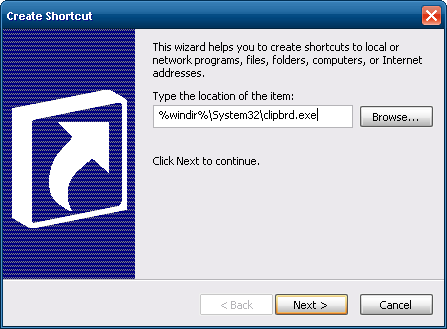 Create Shortcut
This wizard helps you to create shortcuts to local or
network programs, files, folders, computers, or Internet
addresses.
Type the location of the item:
%windir%\System32\clipbrd.exe
Browse...
Click Next to continue.
< Back
Next >
Cancel